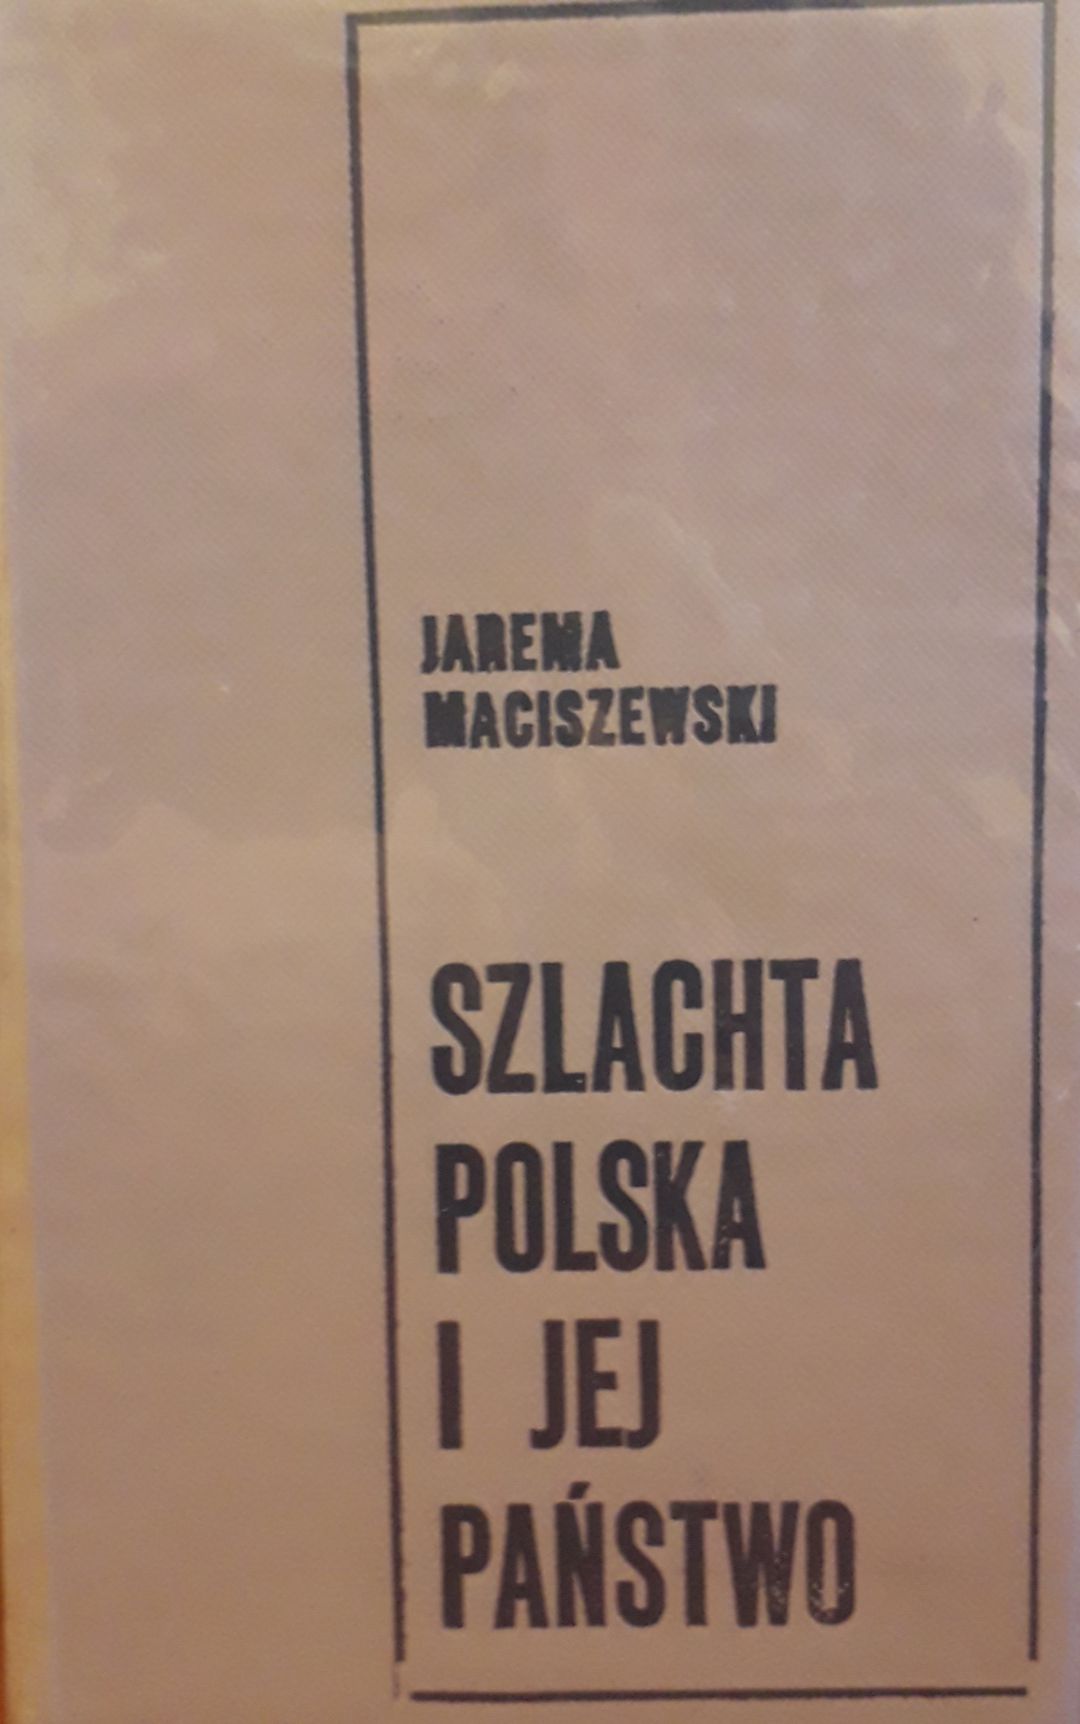 JAREMA
MACISZEWSKI
SZLACHTA
POLSKA
I JEJ
PAŃSTWO